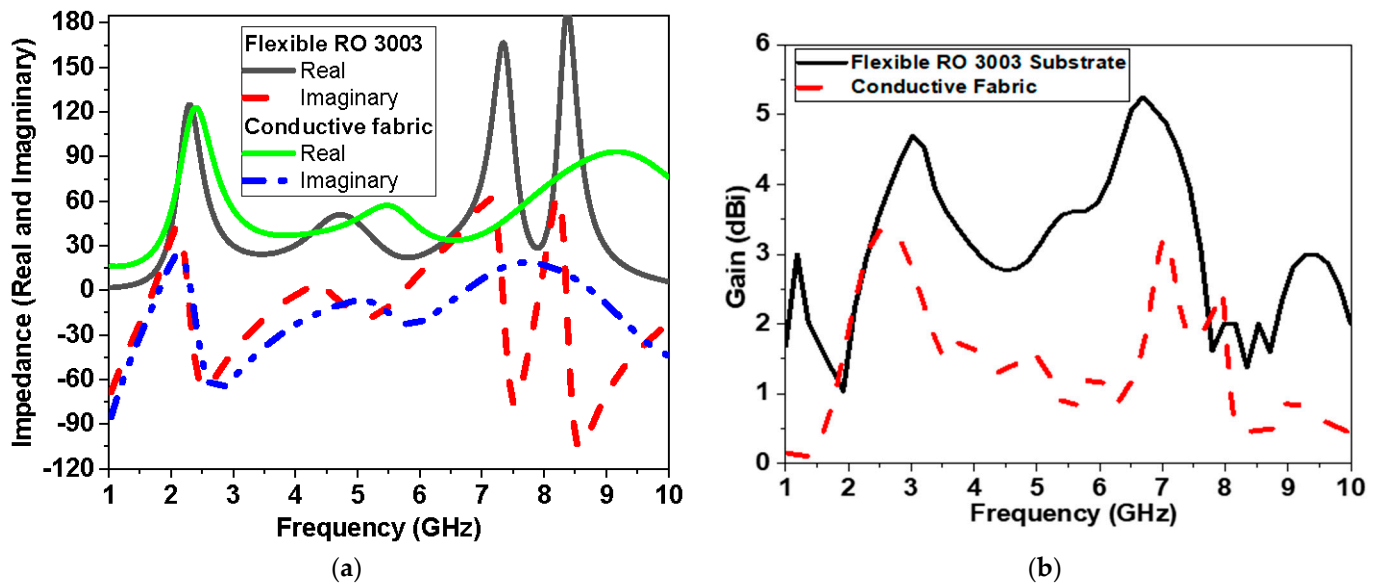 180
150
120
90
60
30
0
-30
-60
-90
-120
Impedance (Real and Imagninary)
Flexible RO 3003
Real
Imaginary
Conductive fabric
Real
Imaginary
1 2 3 4 5 6 7 8 9 10
Frequency (GHz)
(a)
6
5
4
3
2
1
0
Gain (dBi)
Flexible RO 3003 Substrate
Conductive Fabric
1 2 3 4 5 6 7 8 9 10
Frequency (GHz)
(b)